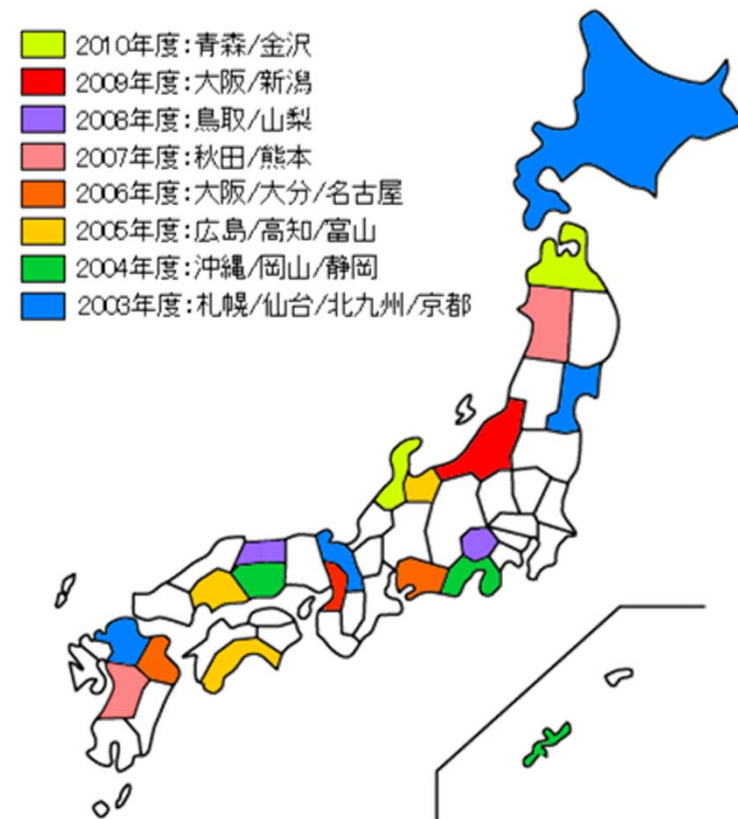 2010年度:青森/金沢
2009年度:大阪/新潟
2008年度:鳥取/山梨
2007年度:秋田/熊本
2006年度:大阪/大分/名古屋
2005年度:広島/高知/富山
2004年度:沖縄/岡山/静岡
2003年度:札幌/仙台/北九州/京都